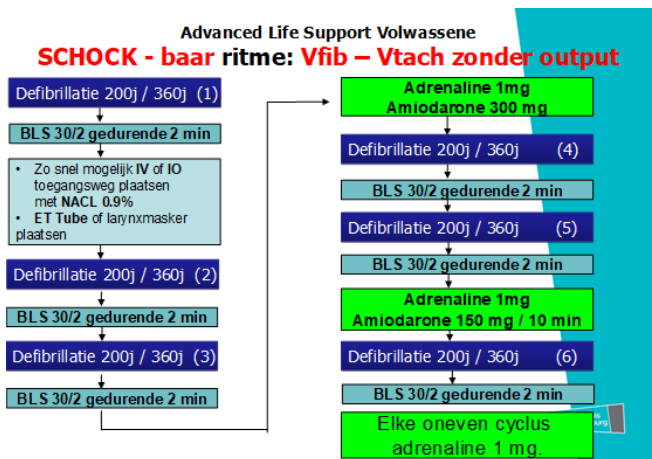 Advanced Life Support Volwassene
SCHOCK - baar ritme: Vfib – Vtach zonder output
Defibrillatie 200j / 360j (1)
BLS 30/2 gedurende 2 min
• Zo snel mogelijk IV of IO
toegangsweg plaatsen
met NACL 0.9%
• ET Tube of larynxmasker
plaatsen
Defibrillatie 200j / 360j (2)
BLS 30/2 gedurende 2 min
Defibrillatie 200j / 360j (3)
BLS 30/2 gedurende 2 min
Adrenaline 1mg
Amiodarone 300 mg
Defibrillatie 200j / 360j (4)
BLS 30/2 gedurende 2 min
Defibrillatie 200j / 360j (5)
BLS 30/2 gedurende 2 min
Adrenaline 1mg
Amiodarone 150 mg / 10 min
Defibrillatie 200j / 360j (6)
BLS 30/2 gedurende 2 min
Elke oneven cyclus
adrenaline 1 mg.